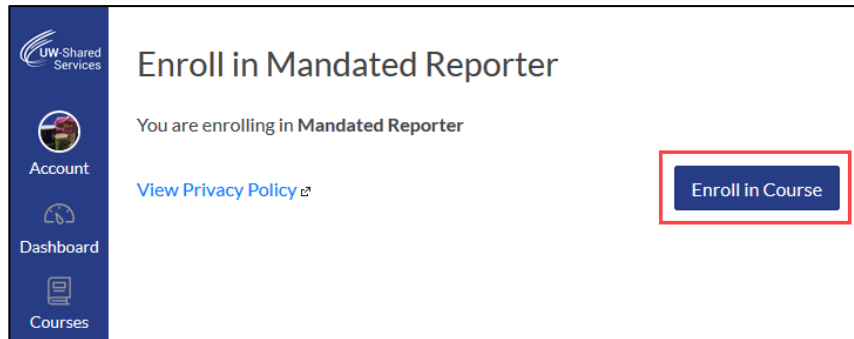 UW-Shared
Services
Account
Dashboard
Courses
Enroll in Mandated Reporter
You are enrolling in Mandated Reporter
View Privacy Policy
Enroll in Course